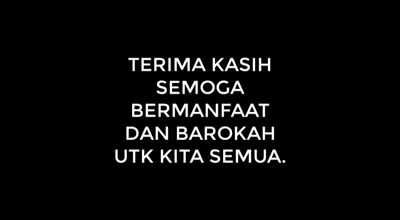 TERIMA KASIH
SEMOGA
BERMANFAAT
DAN BAROKAH
UTK KITA SEMUA.